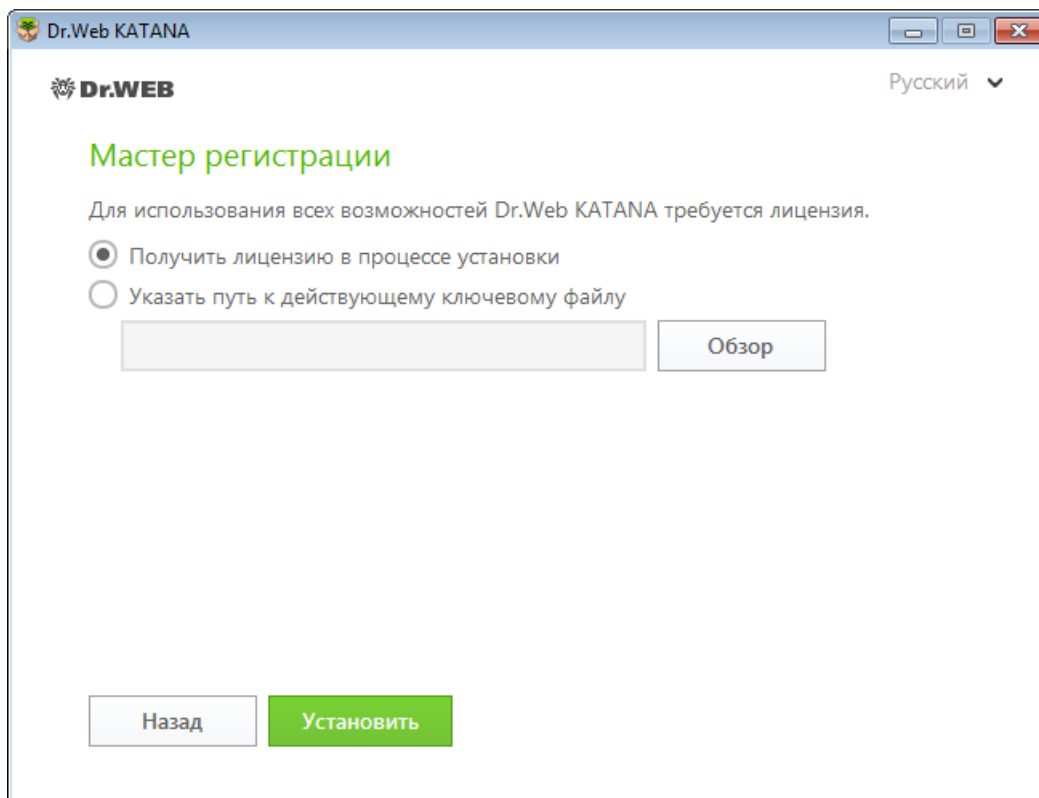 Dr.Web KATANA
Dr.WEB
Русский
Мастер регистрации
Для использования всех возможностей Dr.Web KATANA требуется лицензия.
Получить лицензию в процессе установки
Указать путь к действующему ключевому файлу
Обзор
Назад
Установить